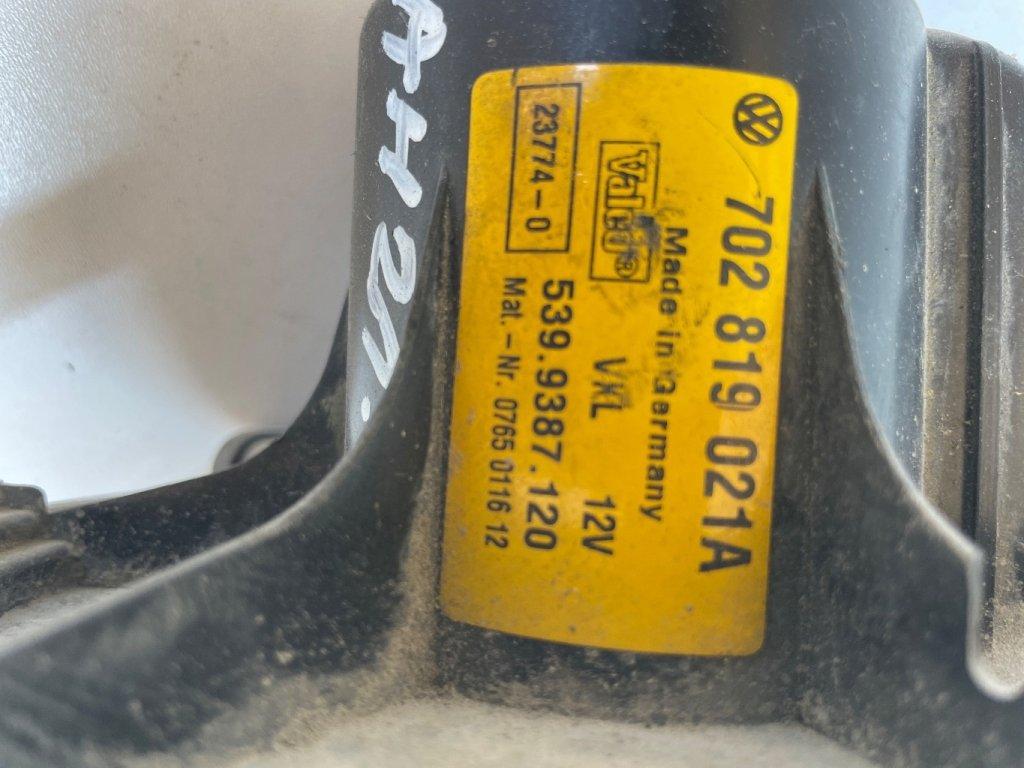 702 819 021A
Made in Germany
Valeo
VKL 12V
23774-0
539.9387.120
Mat.-Nr. 0765 0116 12